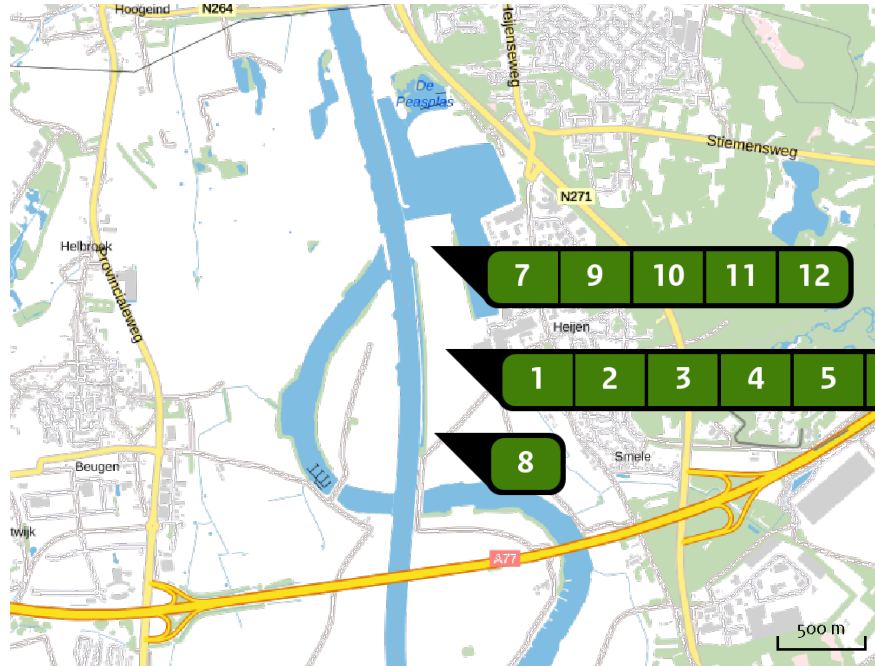 Hoogeind
N264
Heijenseweg
De
Peasplas
Stiemensweg
N271
Helbroek
Provincialeweg
7 9 10 11 12
Heijen
1 2 3 4 5
8
Beugen
Smele
twijk
A77
500 m